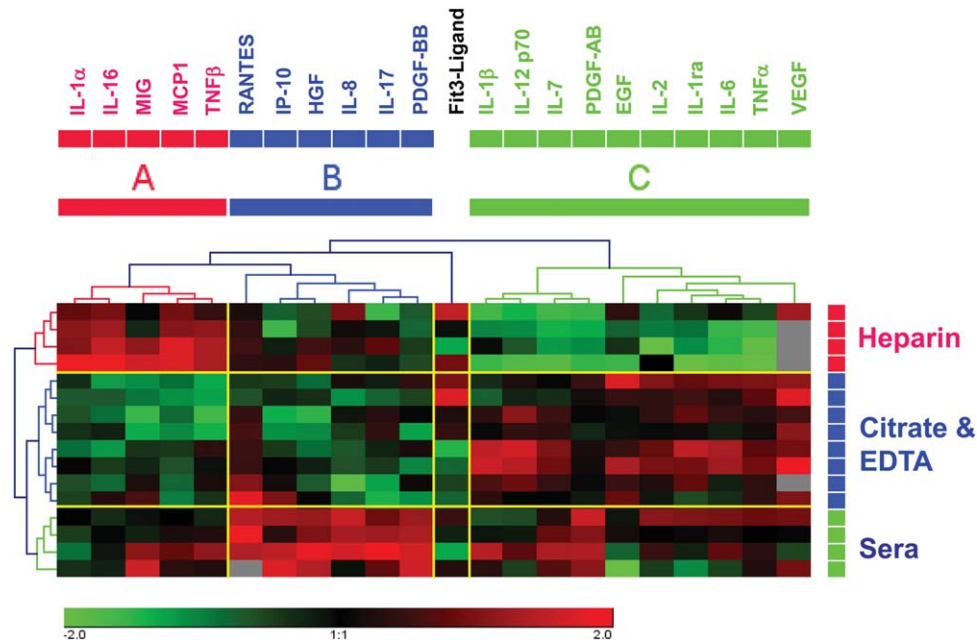 IL-1α
IL-16
MIG
MCP1
TNFβ
RANTES
IP-10
HGF
IL-8
IL-17
PDGF-BB
Fit3-Ligand
IL-1β
IL-12 p70
IL-7
PDGF-AB
EGF
IL-2
IL-1ra
IL-6
TNFα
VEGF
A
B
C
Heparin
Citrate &
EDTA
Sera
-2.0
1:1
2.0